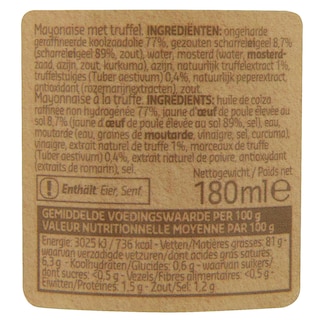 Mayonaise met truffel. INGREDIËNTEN: ongeharde
geraffineerde koolzaadolie 77%, gezouten scharreleigeel 8,7%
(scharreleigeel 89%, zout), water, mosterd (water, mosterd-
zaad, azijn, zout, kurkuma), azijn, zout, natuurlijk truffelextract 1%,
truffelstukjes (Tuber aestivum) 0,4%, natuurlijk peperextract,
antioxidant (rozemarijnextract), suiker.
Mayonnaise à la truffe. INGRÉDIENTS: huile de colza
raffinée non hydrogénée 77%, jaune d'œuf de poule élevée au
sol 8,7% (jaune d'œuf de poule élevée au sol 89%, sel), eau,
moutarde (eau, graines de moutarde, vinaigre, sel, curcuma),
vinaigre, extrait naturel de truffe 1%, morceaux de truffe
(Tuber aestivum) 0,4%, extrait naturel de poivre, antioxydant
(extraits de romarin), sel.
Nettogewicht / Poids net
Enthält: Eier, Senf.
180ml e
GEMIDDELDE VOEDINGSWAARDE PER 100 g
VALEUR NUTRITIONNELLE MOYENNE PAR 100 g
Energie: 3025 kJ / 736 kcal - Vetten/Matières grasses: 81 g -
waarvan verzadigde vetzuren/dont acides gras saturés:
6,3 g - Koolhydraten/Glucides: 0,6 g - waarvan suikers/dont
sucres: <0,5 g - Vezels/Fibres alimentaires: <0,5 g -
Eiwitten/Protéines: 1,5 g - Zout/Sel: 1,2 g